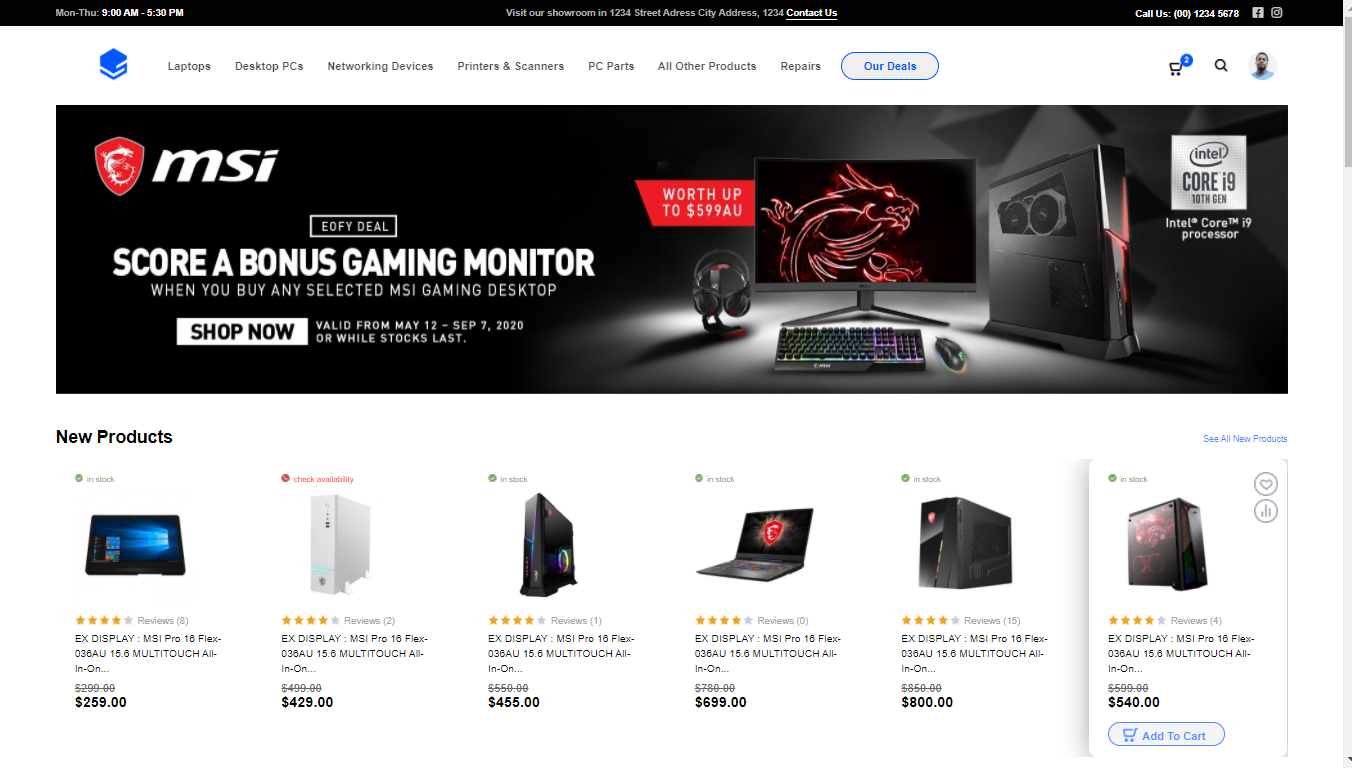 Mon-Thu: 9:00 AM - 5:30 PM
Visit our showroom in 1234 Street Adress City Address, 1234 Contact Us
Call Us: (00) 1234 5678
Laptops
Desktop PCs
Networking Devices
Printers & Scanners
PC Parts
All Other Products
Repairs
Our Deals
2
msi
EOFY DEAL
SCORE A BONUS GAMING MONITOR
WHEN YOU BUY ANY SELECTED MSI GAMING DESKTOP
SHOP NOW
VALID FROM MAY 12 – SEP 7, 2020
OR WHILE STOCKS LAST.
WORTH UP
TO $599AU
msi
intel
CORE i9
10TH GEN
Intel® Core™ i9
processor
New Products
See All New Products
in stock
Reviews (8)
EX DISPLAY : MSI Pro 16 Flex-
036AU 15.6 MULTITOUCH All-
In-On...
$299.00
$259.00
check availability
Reviews (2)
EX DISPLAY : MSI Pro 16 Flex-
036AU 15.6 MULTITOUCH All-
In-On...
$499.00
$429.00
in stock
Reviews (1)
EX DISPLAY : MSI Pro 16 Flex-
036AU 15.6 MULTITOUCH All-
In-On...
$550.00
$455.00
in stock
Reviews (0)
EX DISPLAY : MSI Pro 16 Flex-
036AU 15.6 MULTITOUCH All-
In-On...
$780.00
$699.00
in stock
Reviews (15)
EX DISPLAY : MSI Pro 16 Flex-
036AU 15.6 MULTITOUCH All-
In-On...
$850.00
$800.00
in stock
Reviews (4)
EX DISPLAY : MSI Pro 16 Flex-
036AU 15.6 MULTITOUCH All-
In-On...
$599.00
$540.00
Add To Cart